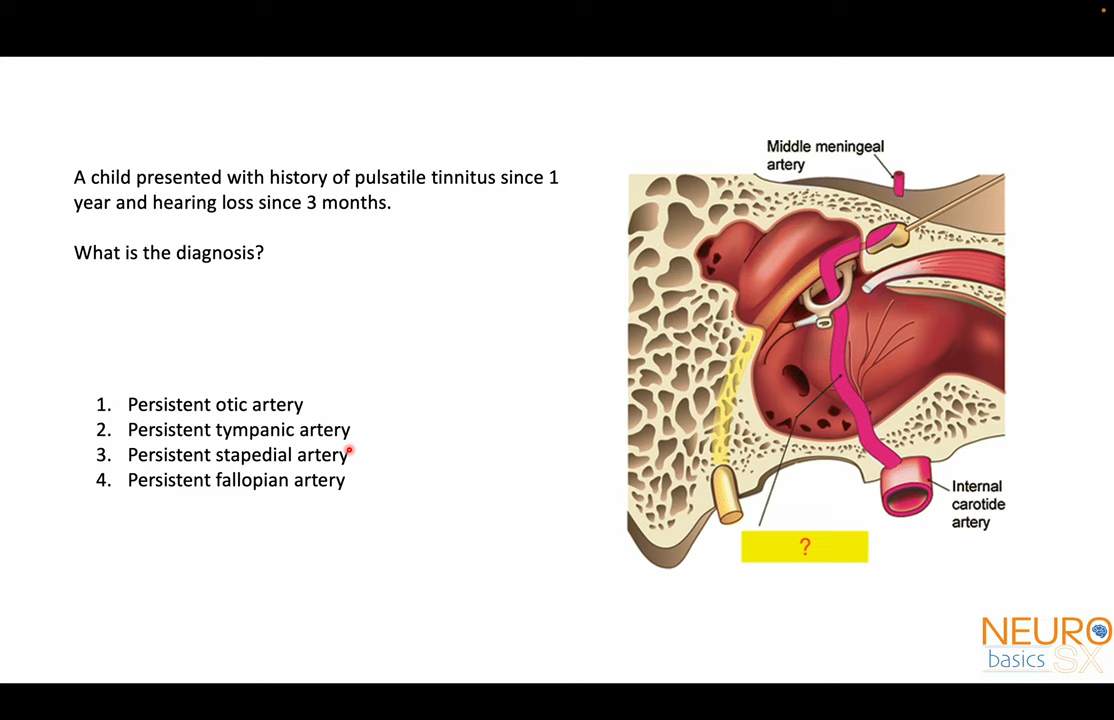 A child presented with history of pulsatile tinnitus since 1
year and hearing loss since 3 months.
What is the diagnosis?
1. Persistent otic artery
2. Persistent tympanic artery
3. Persistent stapedial artery
4. Persistent fallopian artery
Middle meningeal
artery
Internal
carotide
artery
?
NEURO
basics SX